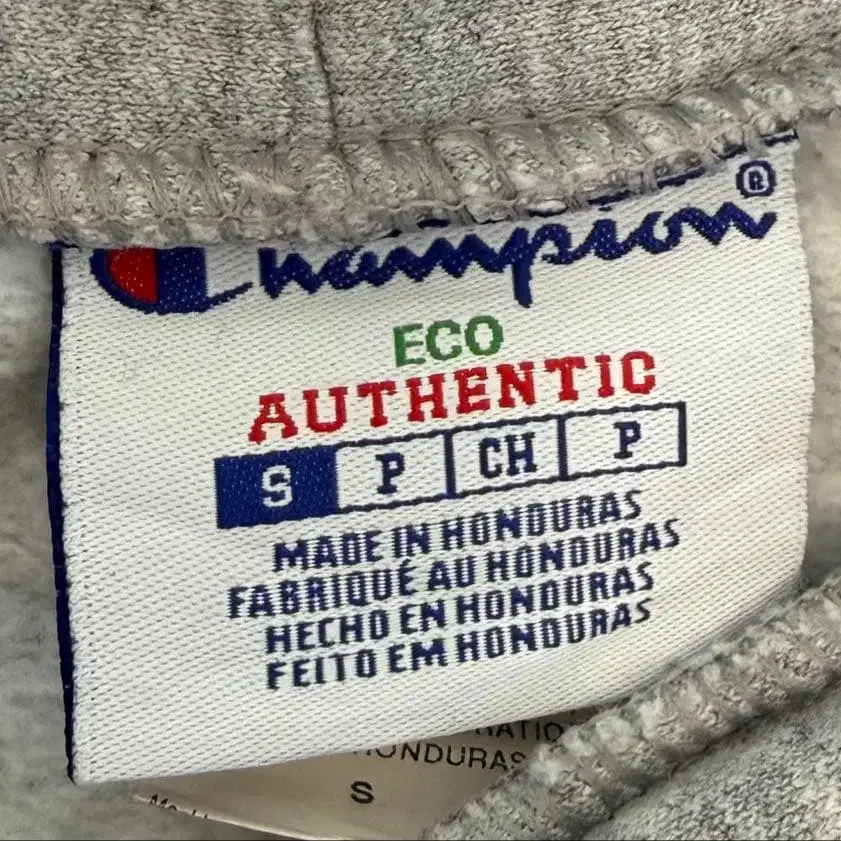 Champion®
ECO
AUTHENTIC
S P CH P
MADE IN HONDURAS
FABRIQUÉ AU HONDURAS
HECHO EN HONDURAS
FEITO EM HONDURAS
HONDURAS
S